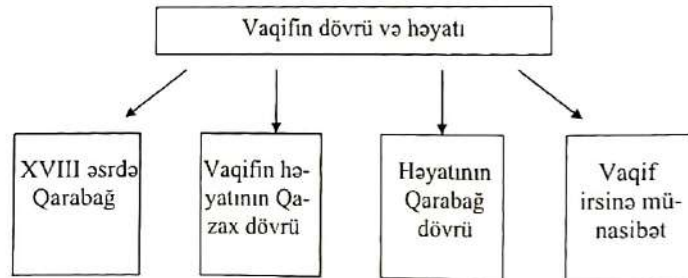 Vaqifin dövrü və həyatı
XVIII əsrdə
Qarabağ
Vaqifin hə-
yatının Qa-
zax dövrü
Həyatının
Qarabağ
dövrü
Vaqif
irsinə mü-
nasibət